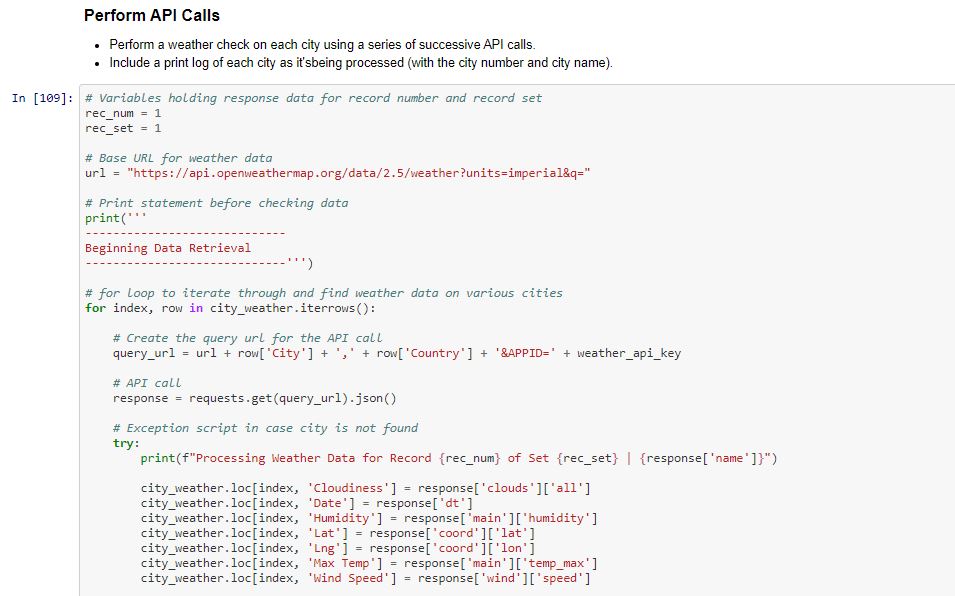 Perform API Calls
• Perform a weather check on each city using a series of successive API calls.
• Include a print log of each city as it'sbeing processed (with the city number and city name).
In [109]: # Variables holding response data for record number and record set
rec_num = 1
rec_set = 1
# Base URL for weather data
url = "https://api.openweathermap.org/data/2.5/weather?units=imperial&q="
# Print statement before checking data
print('''
-----------------------------
Beginning Data Retrieval
-----------------------------''')
# for loop to iterate through and find weather data on various cities
for index, row in city_weather.iterrows():
    # Create the query url for the API call
    query_url = url + row['City'] + ',' + row['Country'] + '&APPID=' + weather_api_key
    # API call
    response = requests.get(query_url).json()
    # Exception script in case city is not found
    try:
        print(f"Processing Weather Data for Record {rec_num} of Set {rec_set} | {response['name']}")
        city_weather.loc[index, 'Cloudiness'] = response['clouds']['all']
        city_weather.loc[index, 'Date'] = response['dt']
        city_weather.loc[index, 'Humidity'] = response['main']['humidity']
        city_weather.loc[index, 'Lat'] = response['coord']['lat']
        city_weather.loc[index, 'Lng'] = response['coord']['lon']
        city_weather.loc[index, 'Max Temp'] = response['main']['temp_max']
        city_weather.loc[index, 'Wind Speed'] = response['wind']['speed']